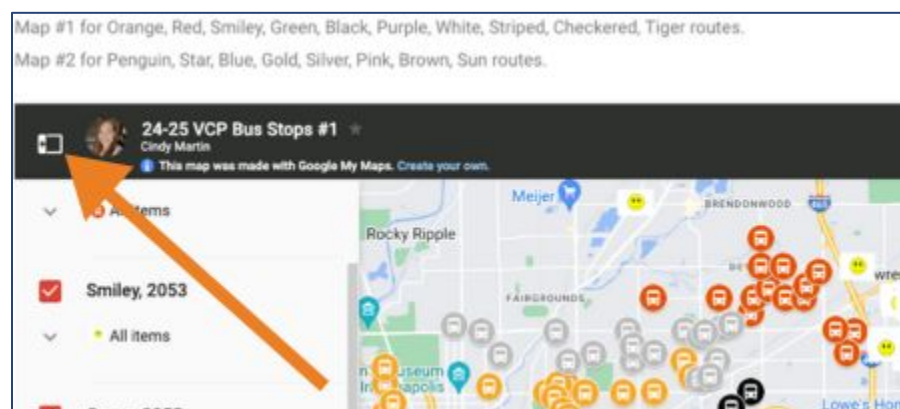 Map #1 for Orange, Red, Smiley, Green, Black, Purple, White, Striped, Checkered, Tiger routes.
Map #2 for Penguin, Star, Blue, Gold, Silver, Pink, Brown, Sun routes.
24-25 VCP Bus Stops #1
Cindy Martin
This map was made with Google My Maps. Create your own.
items
Smiley, 2053
All items
Meijer
BRENDONWOOD
Rocky Ripple
FAIRGROUNDS
Lowe's